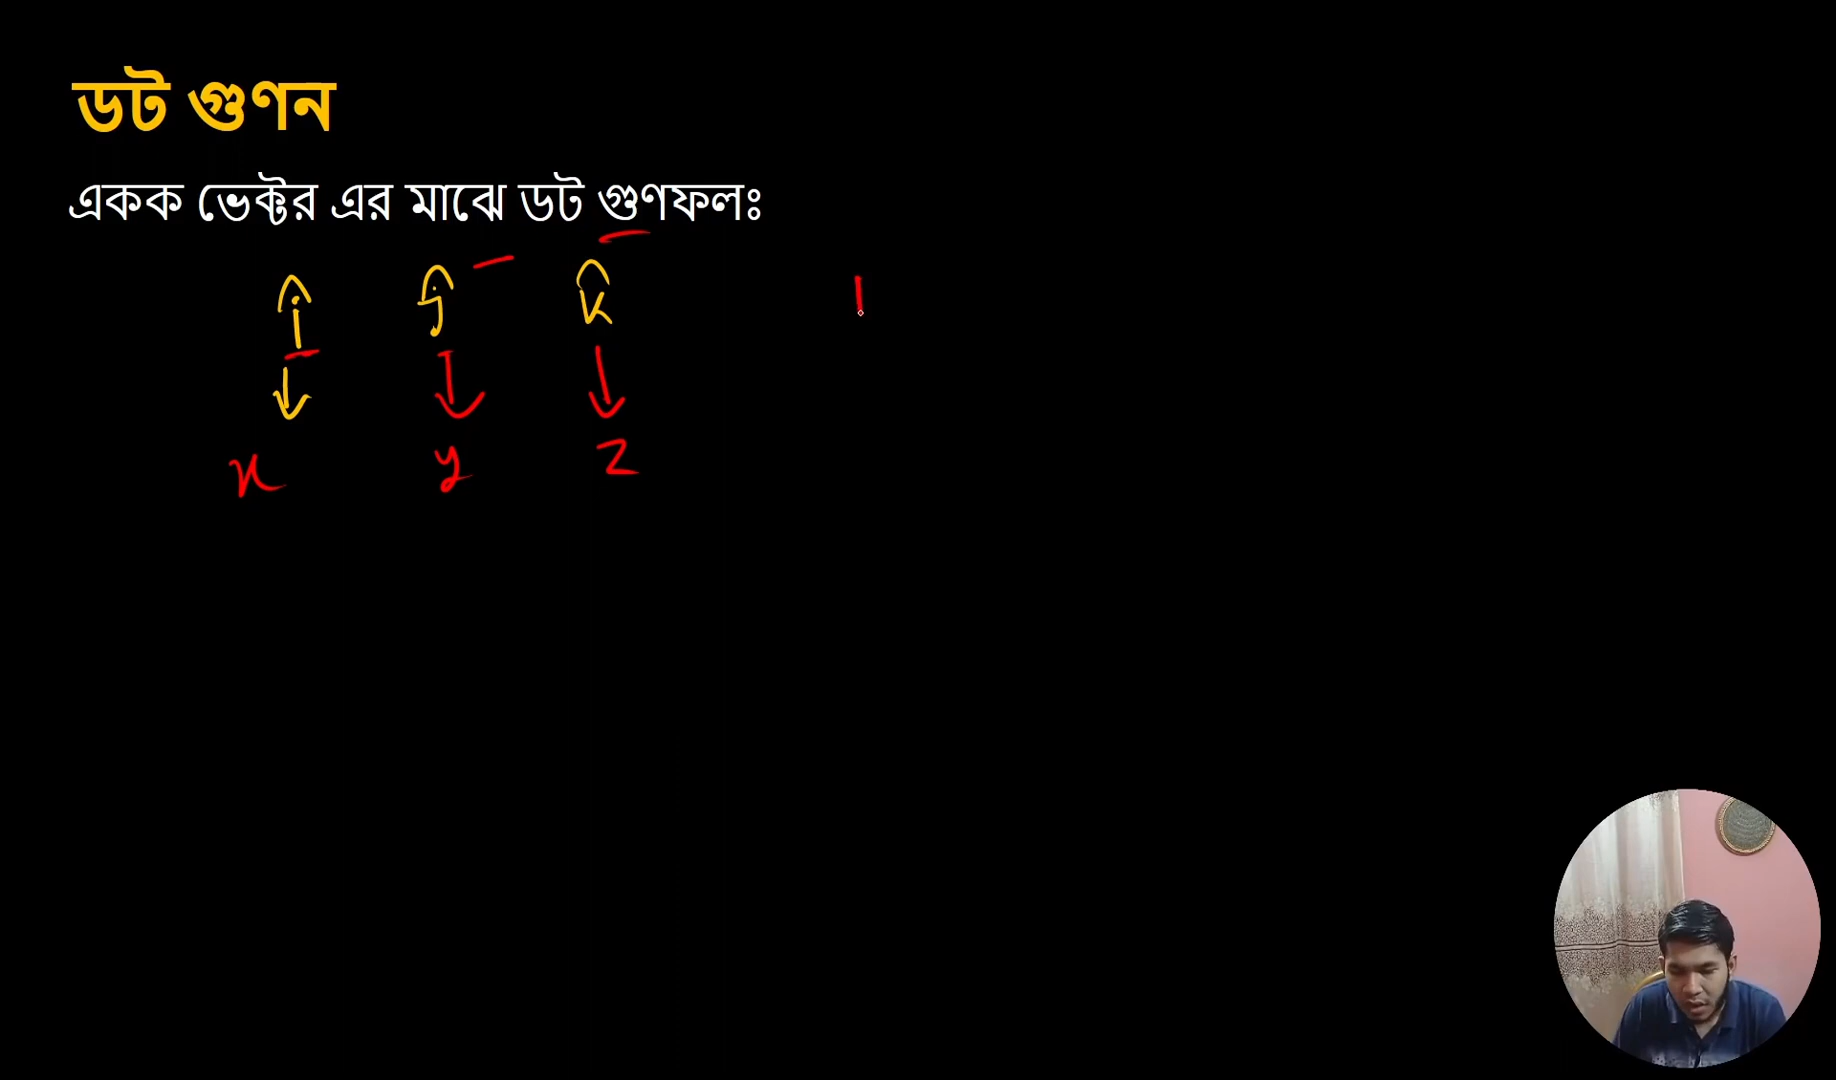 ডট গুণন
একক ভেক্টর এর মাঝে ডট গুণফলঃ
î ĵ k̂
x y z